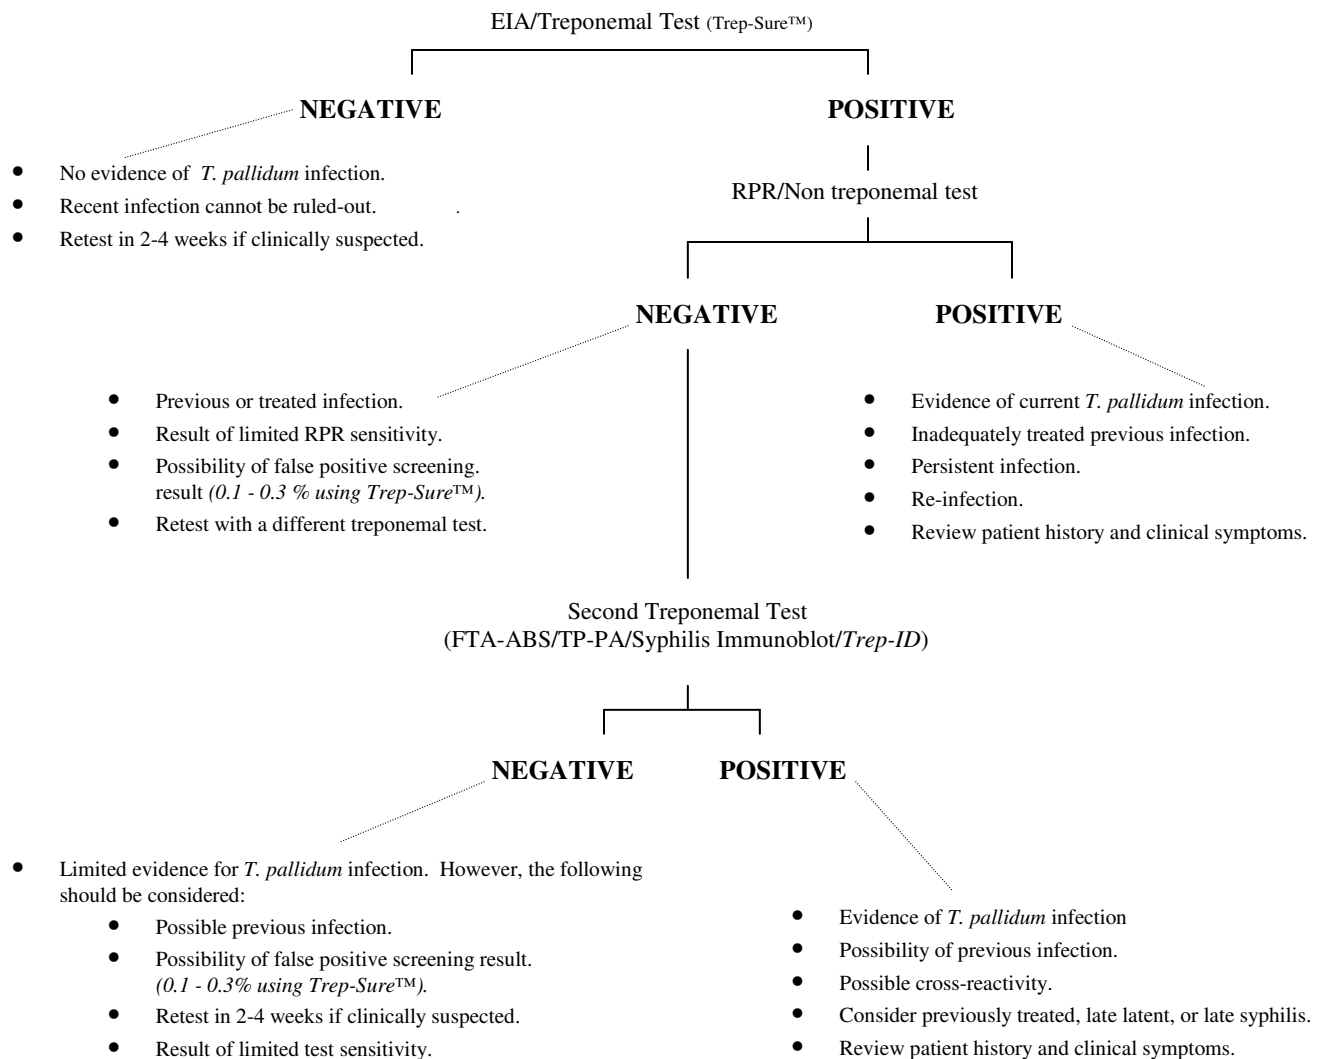 EIA/Treponemal Test (Trep-Sure™)
NEGATIVE
POSITIVE
• No evidence of T. pallidum infection.
• Recent infection cannot be ruled-out. .
• Retest in 2-4 weeks if clinically suspected.
RPR/Non treponemal test
NEGATIVE
POSITIVE
• Previous or treated infection.
• Result of limited RPR sensitivity.
• Possibility of false positive screening.
result (0.1 - 0.3 % using Trep-Sure™).
• Retest with a different treponemal test.
• Evidence of current T. pallidum infection.
• Inadequately treated previous infection.
• Persistent infection.
• Re-infection.
• Review patient history and clinical symptoms.
Second Treponemal Test
(FTA-ABS/TP-PA/Syphilis Immunoblot/Trep-ID)
NEGATIVE
POSITIVE
• Limited evidence for T. pallidum infection. However, the following
should be considered:
• Possible previous infection.
• Possibility of false positive screening result.
(0.1 - 0.3% using Trep-Sure™).
• Retest in 2-4 weeks if clinically suspected.
• Result of limited test sensitivity.
• Evidence of T. pallidum infection
• Possibility of previous infection.
• Possible cross-reactivity.
• Consider previously treated, late latent, or late syphilis.
• Review patient history and clinical symptoms.